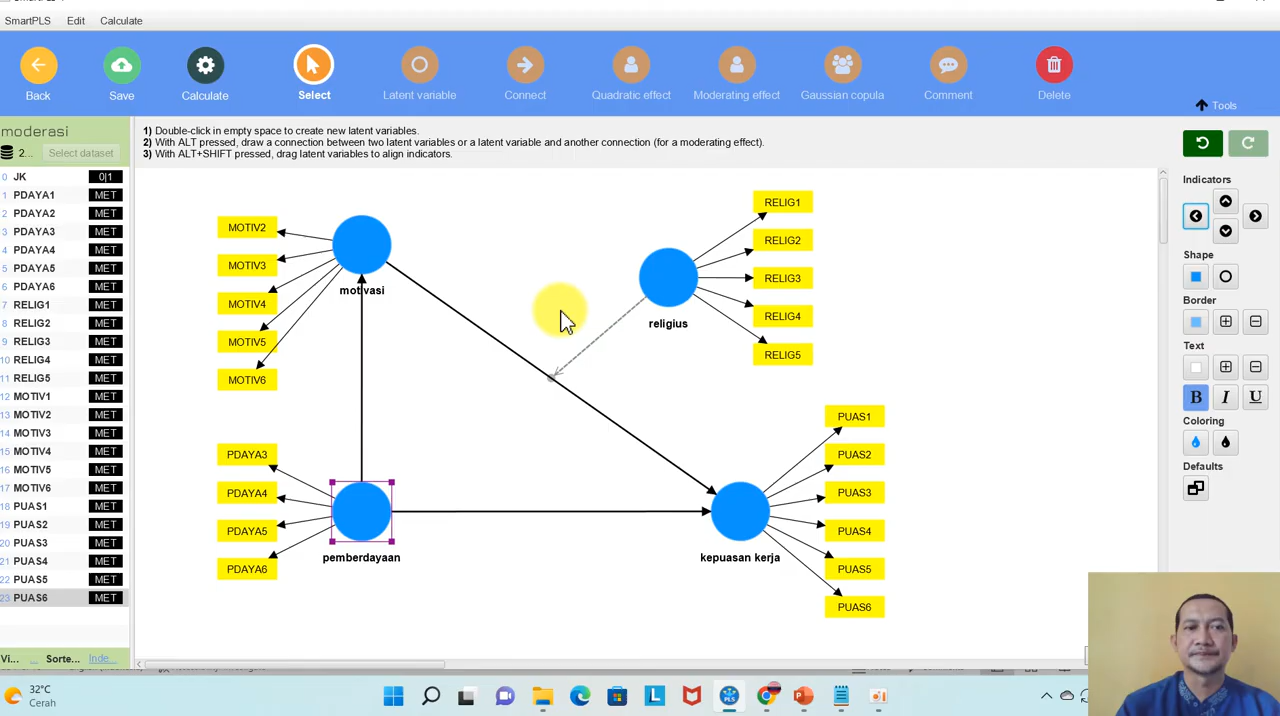 SmartPLS Edit Calculate
Back Save Calculate Select Latent variable Connect Quadratic effect Moderating effect Gaussian copula Comment Delete
Tools
moderasi
2... Select dataset
1) Double-click in empty space to create new latent variables.
2) With ALT pressed, draw a connection between two latent variables or a latent variable and another connection (for a moderating effect).
3) With ALT+SHIFT pressed, drag latent variables to align indicators.
0 JK 0|1
1 PDAYA1 MET
2 PDAYA2 MET
3 PDAYA3 MET
4 PDAYA4 MET
5 PDAYA5 MET
6 PDAYA6 MET
7 RELIG1 MET
8 RELIG2 MET
9 RELIG3 MET
10 RELIG4 MET
11 RELIG5 MET
12 MOTIV1 MET
13 MOTIV2 MET
14 MOTIV3 MET
15 MOTIV4 MET
16 MOTIV5 MET
17 MOTIV6 MET
18 PUAS1 MET
19 PUAS2 MET
20 PUAS3 MET
21 PUAS4 MET
22 PUAS5 MET
23 PUAS6 MET
Vi... ... Sorte... Inde...
MOTIV2
MOTIV3
MOTIV4
MOTIV5
MOTIV6
motivasi
RELIG1
RELIG2
RELIG3
RELIG4
RELIG5
religius
PDAYA3
PDAYA4
PDAYA5
PDAYA6
pemberdayaan
PUAS1
PUAS2
PUAS3
PUAS4
PUAS5
PUAS6
kepuasan kerja
Indicators
Shape
Border
Text
B I U
Coloring
Defaults
32°C
Cerah